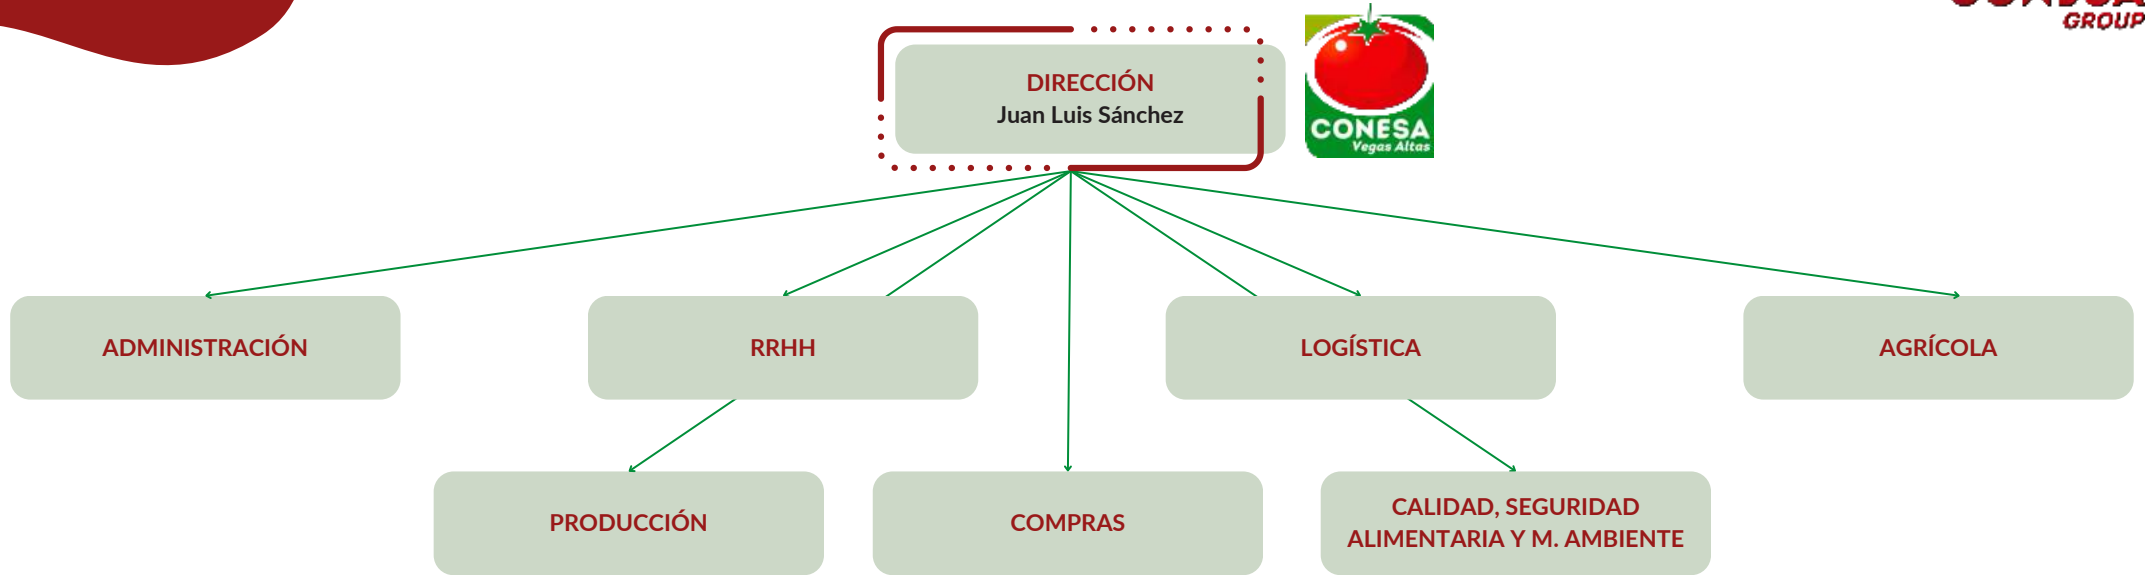 GROUP
DIRECCIÓN
Juan Luis Sánchez
CONESA
Vegas Altas
ADMINISTRACIÓN
RRHH
LOGÍSTICA
AGRÍCOLA
PRODUCCIÓN
COMPRAS
CALIDAD, SEGURIDAD
ALIMENTARIA Y M. AMBIENTE